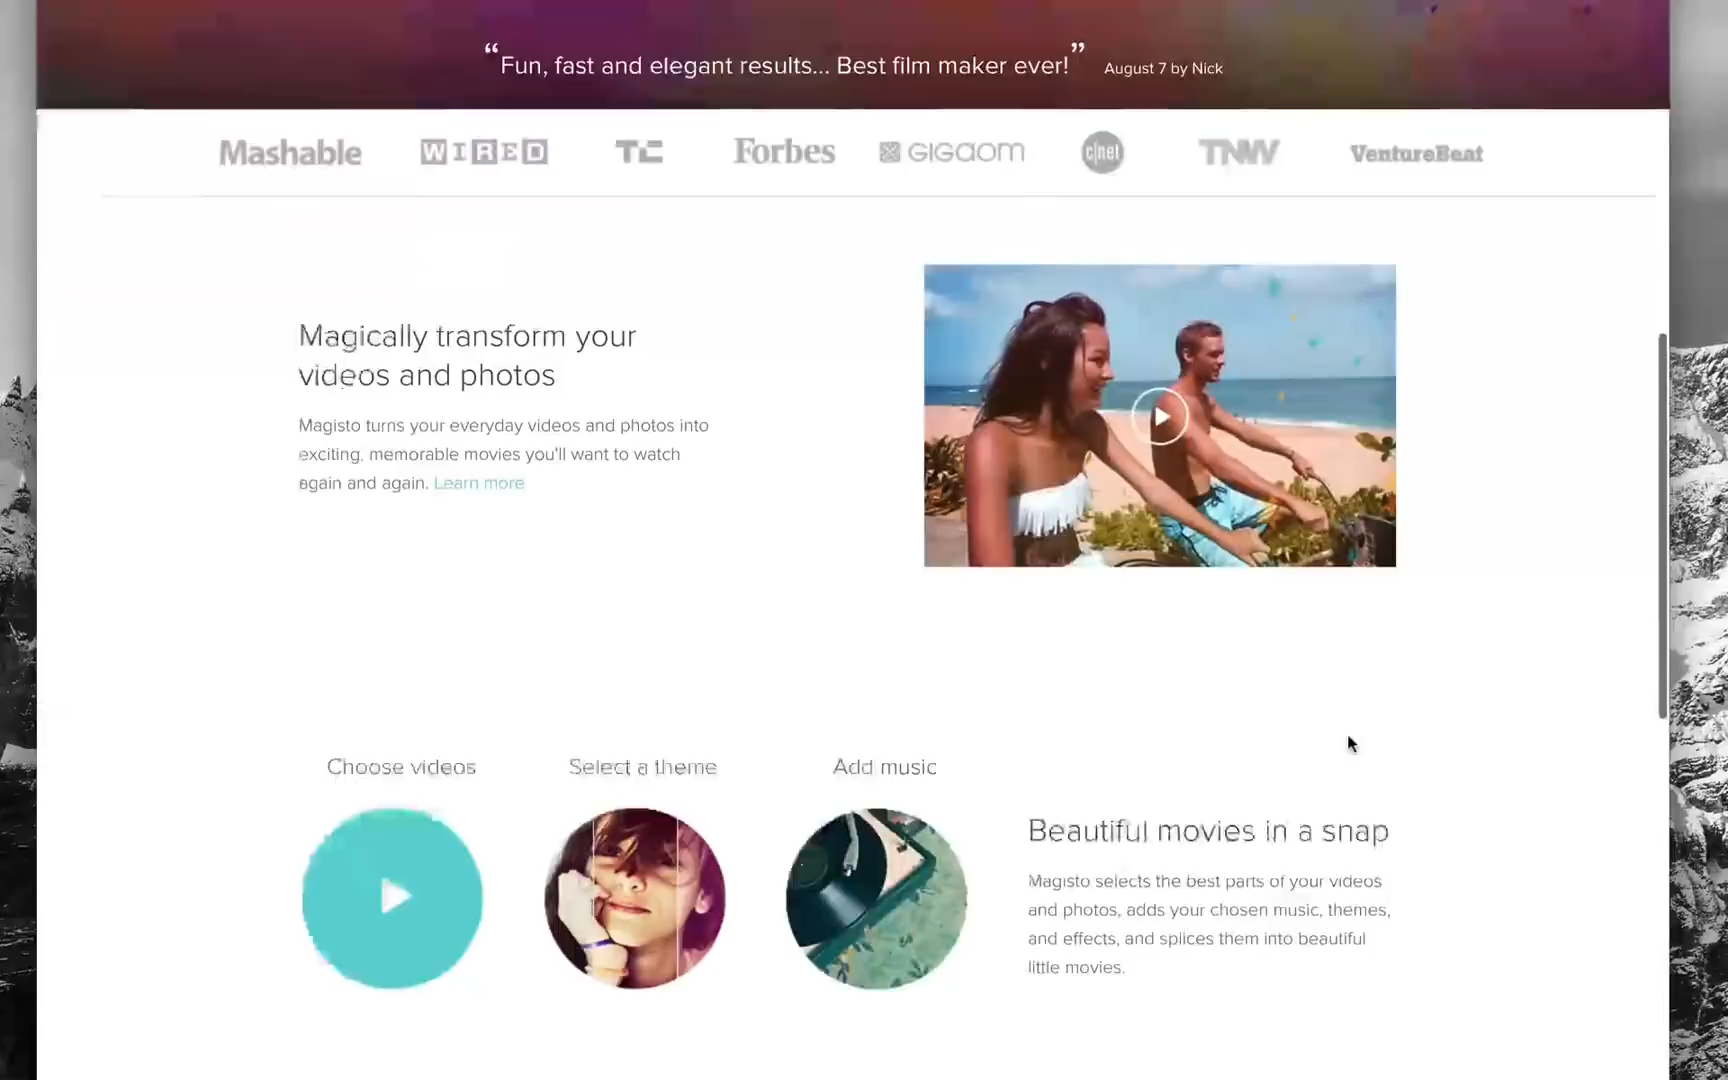 “Fun, fast and elegant results... Best film maker ever!” August 7 by Nick
Mashable WIRED TC Forbes GIGAOM c|net TNW VentureBeat
Magically transform your
videos and photos
Magisto turns your everyday videos and photos into
exciting, memorable movies you'll want to watch
again and again. Learn more
Choose videos Select a theme Add music
Beautiful movies in a snap
Magisto selects the best parts of your videos
and photos, adds your chosen music, themes,
and effects, and splices them into beautiful
little movies.